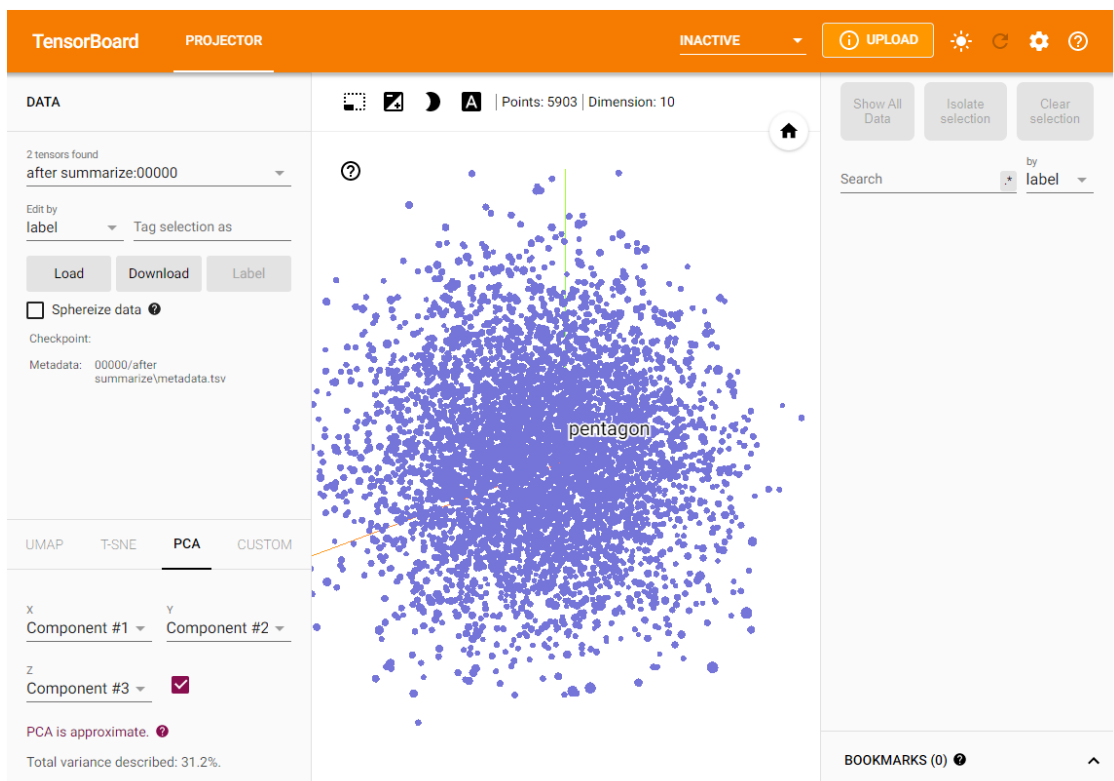 TensorBoard
PROJECTOR
INACTIVE
UPLOAD
DATA
Points: 5903
Dimension: 10
Show All
Data
Isolate
selection
Clear
selection
2 tensors found
after summarize:00000
Edit by
label
Tag selection as
Load
Download
Label
Sphereize data
Checkpoint:
Metadata:
00000/after
summarize\metadata.tsv
Search
.*
by
label
pentagon
UMAP
T-SNE
PCA
CUSTOM
X
Component #1
Y
Component #2
Z
Component #3
PCA is approximate.
Total variance described: 31.2%.
BOOKMARKS (0)